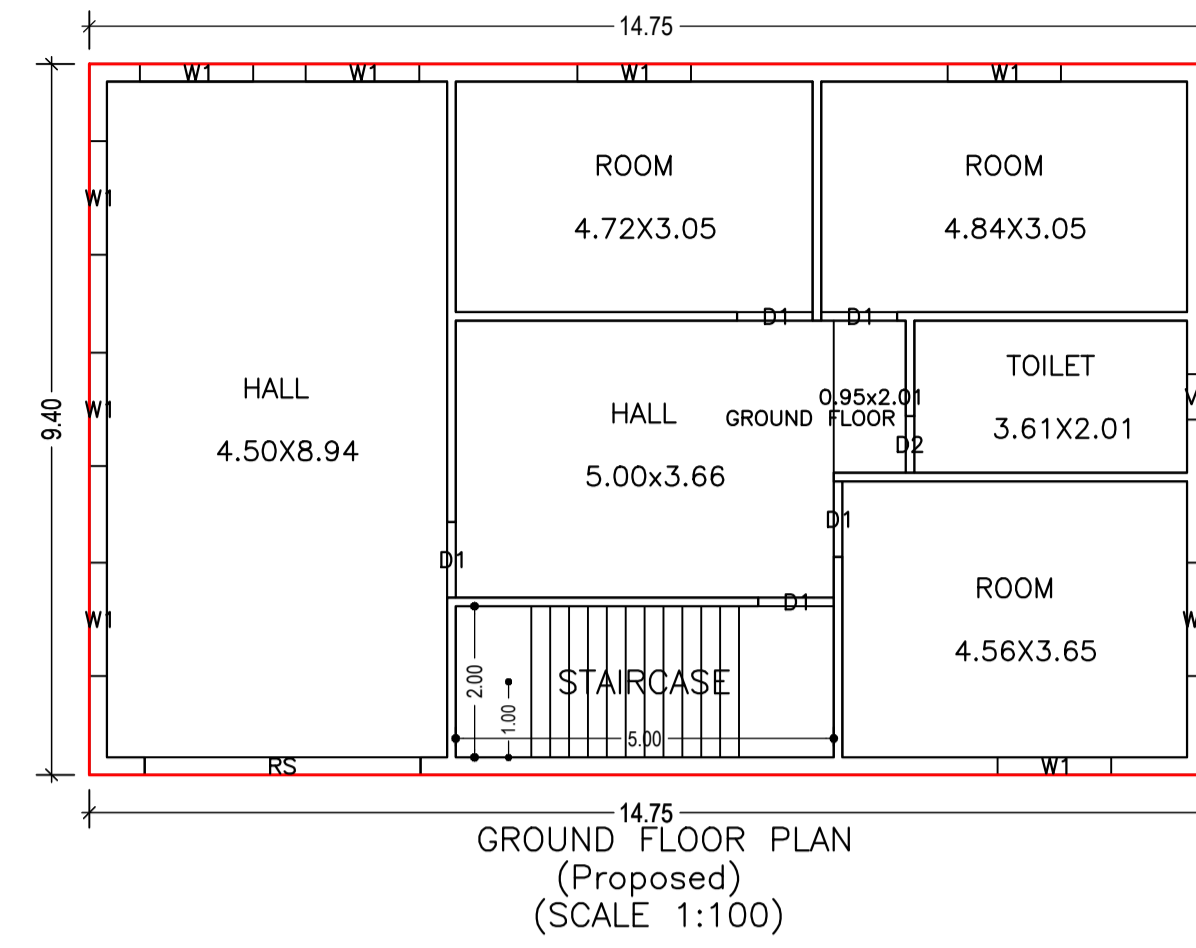 14.75
W1
W1
W1
W1
9.40
W1
W1
W1
HALL
4.50X8.94
ROOM
4.72X3.05
ROOM
4.84X3.05
D1
D1
HALL
5.00x3.66
0.95x2.01
GROUND FLOOR
D2
TOILET
3.61X2.01
V
D1
D1
D1
ROOM
4.56X3.65
W
STAIRCASE
2.00
1.00
5.00
RS
W1
14.75
GROUND FLOOR PLAN
(Proposed)
(SCALE 1:100)